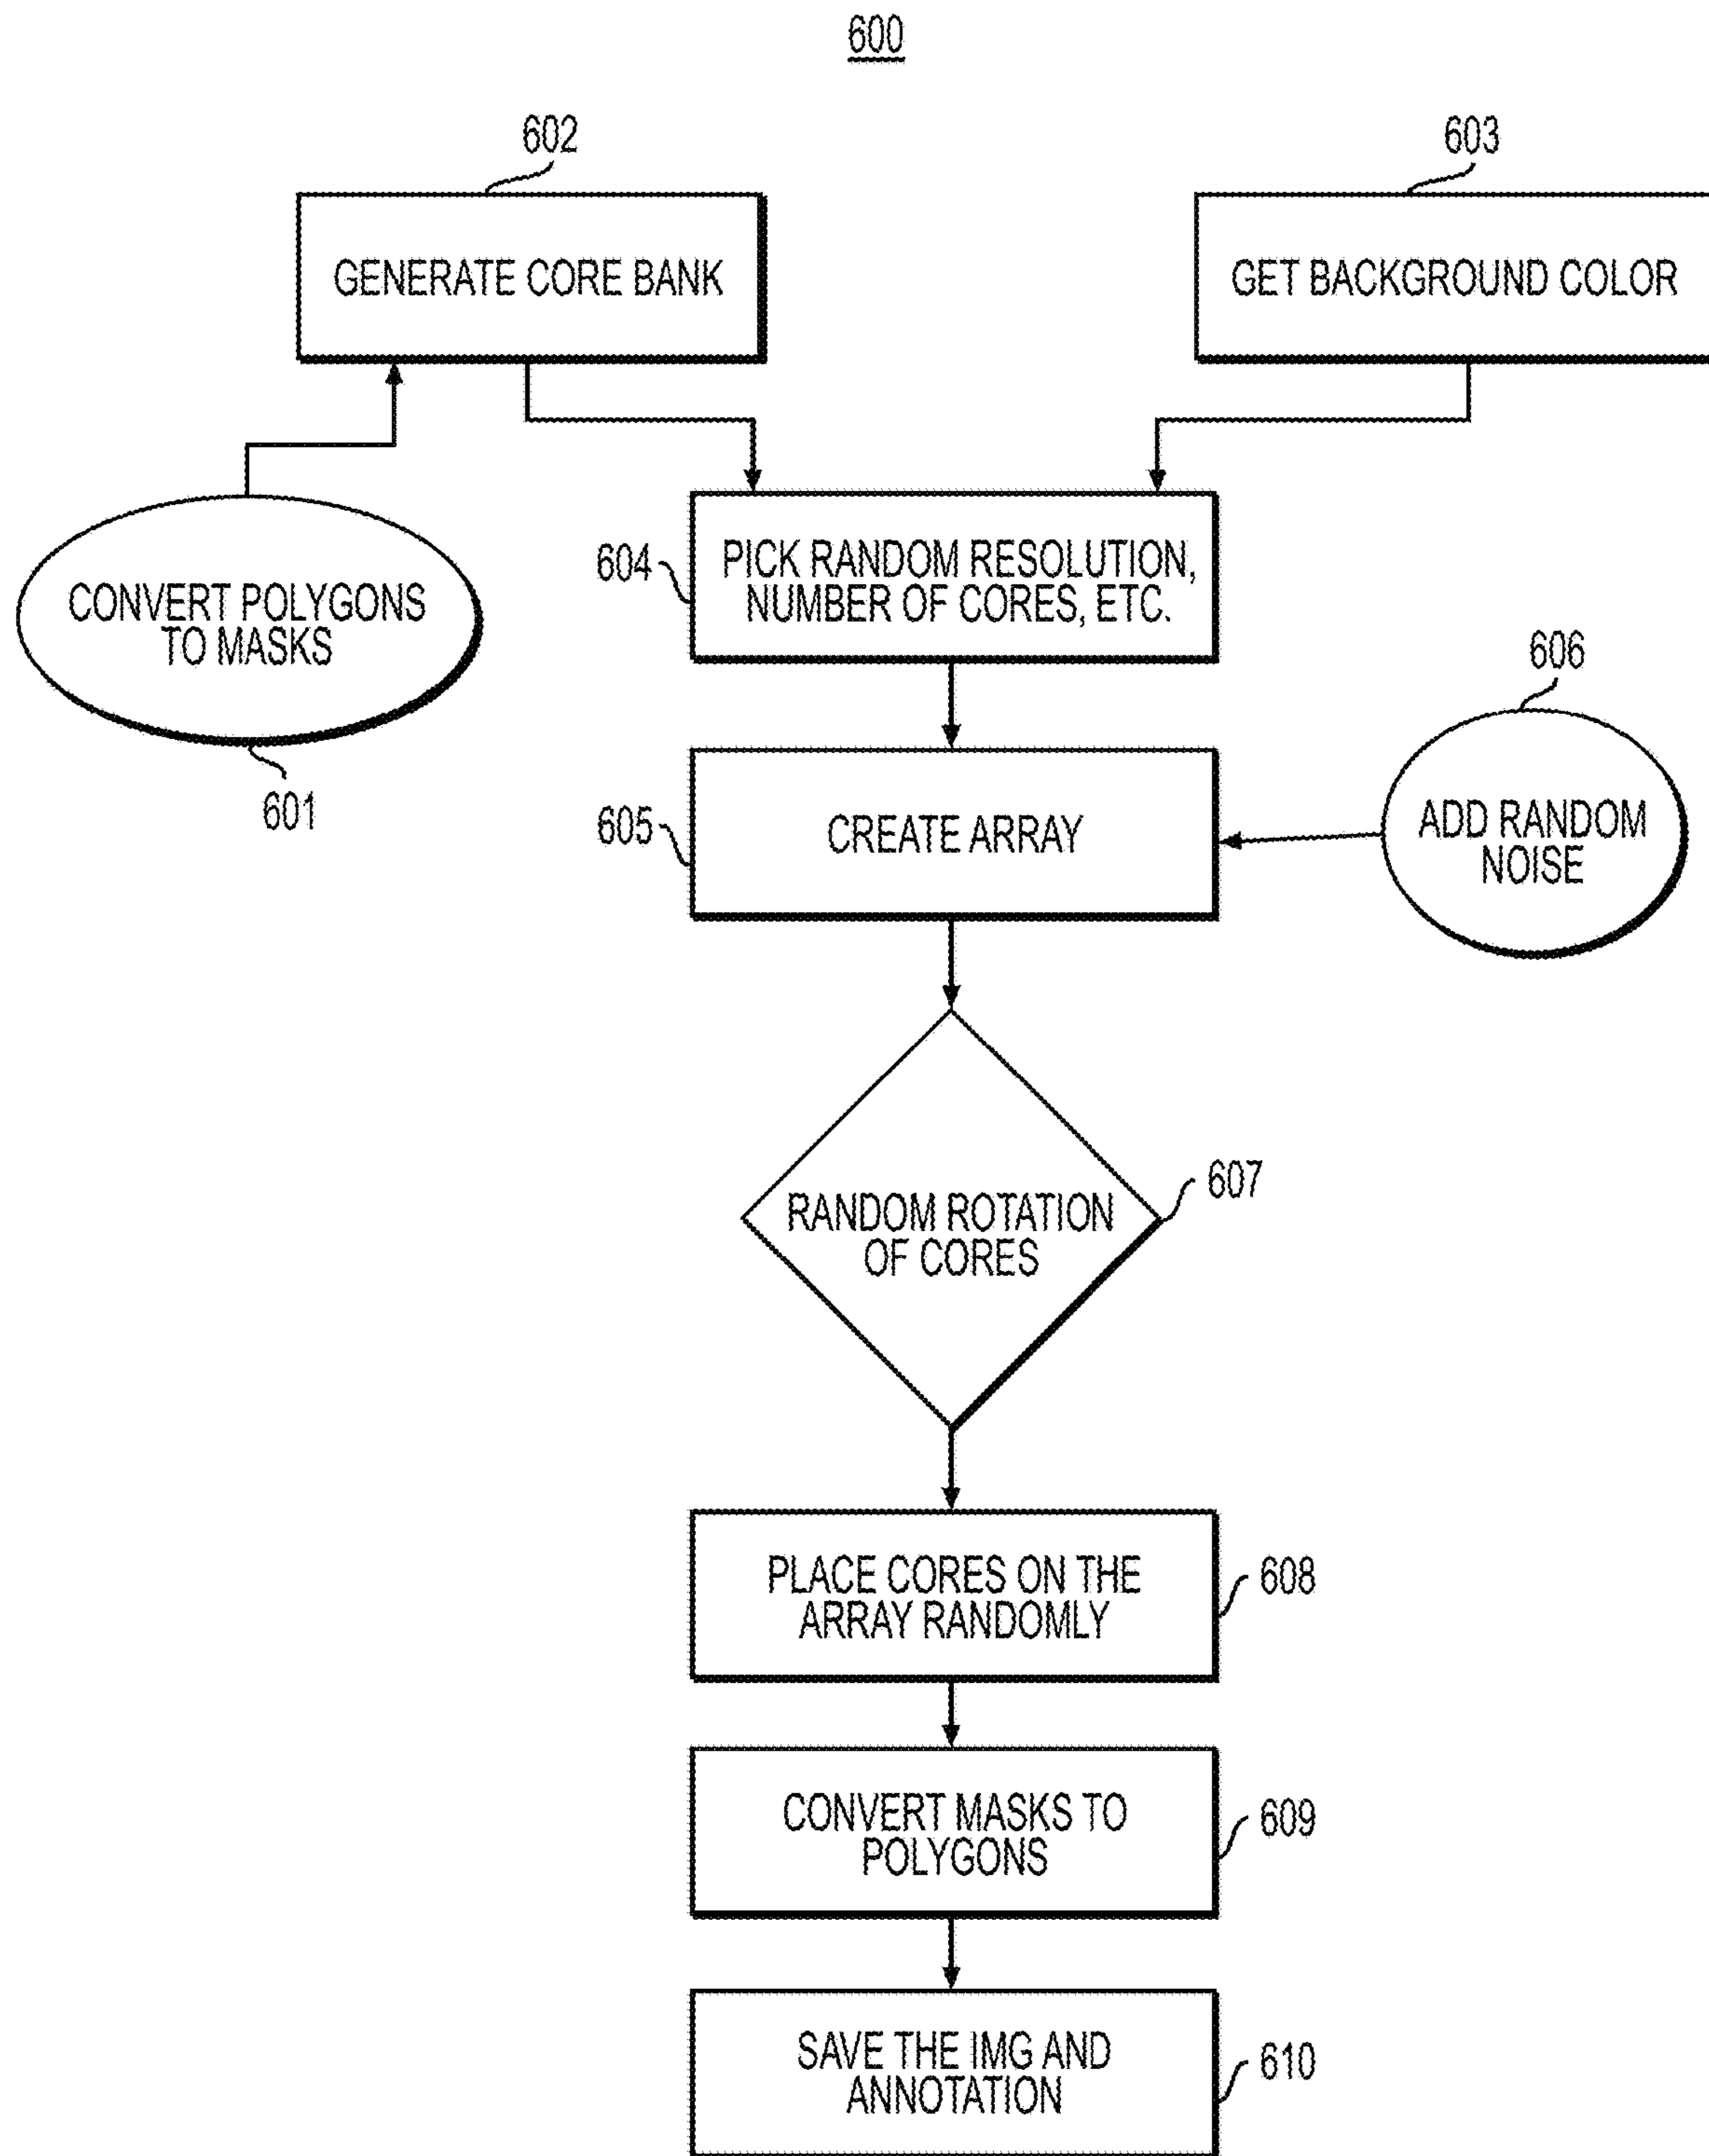 600
602
603
GENERATE CORE BANK
GET BACKGROUND COLOR
604
PICK RANDOM RESOLUTION,
NUMBER OF CORES, ETC.
CONVERT POLYGONS
TO MASKS
601
606
605
CREATE ARRAY
ADD RANDOM
NOISE
RANDOM ROTATION
OF CORES
607
PLACE CORES ON THE
ARRAY RANDOMLY
608
CONVERT MASKS TO
POLYGONS
609
SAVE THE IMG AND
ANNOTATION
610